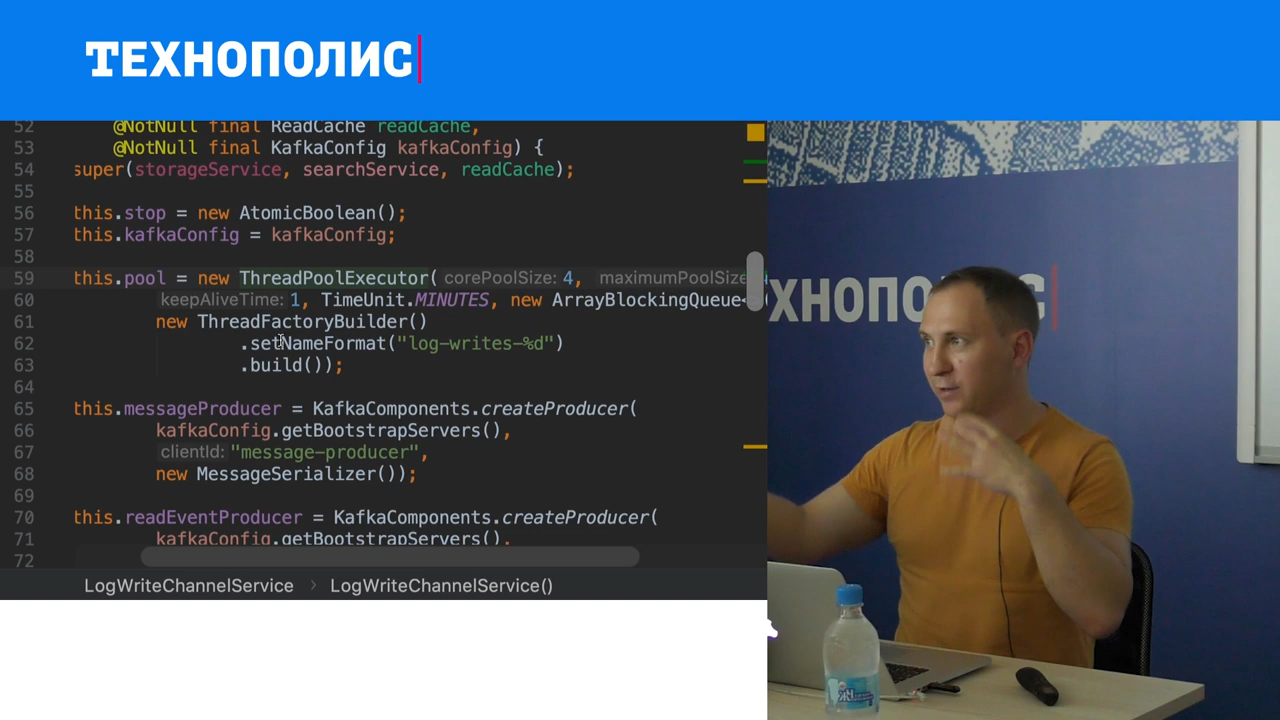 ТЕХНОПОЛИС
52 @NotNull final ReadCache readCache,
53 @NotNull final KafkaConfig kafkaConfig) {
54 super(storageService, searchService, readCache);
55
56 this.stop = new AtomicBoolean();
57 this.kafkaConfig = kafkaConfig;
58
59 this.pool = new ThreadPoolExecutor( corePoolSize: 4, maximumPoolSize
60 keepAliveTime: 1, TimeUnit.MINUTES, new ArrayBlockingQueue<
61 new ThreadFactoryBuilder()
62 .setNameFormat("log-writes-%d")
63 .build());
64
65 this.messageProducer = KafkaComponents.createProducer(
66 kafkaConfig.getBootstrapServers(),
67 clientId: "message-producer",
68 new MessageSerializer());
69
70 this.readEventProducer = KafkaComponents.createProducer(
71 kafkaConfig.getBootstrapServers(),
72
LogWriteChannelService › LogWriteChannelService()
ХНОПО